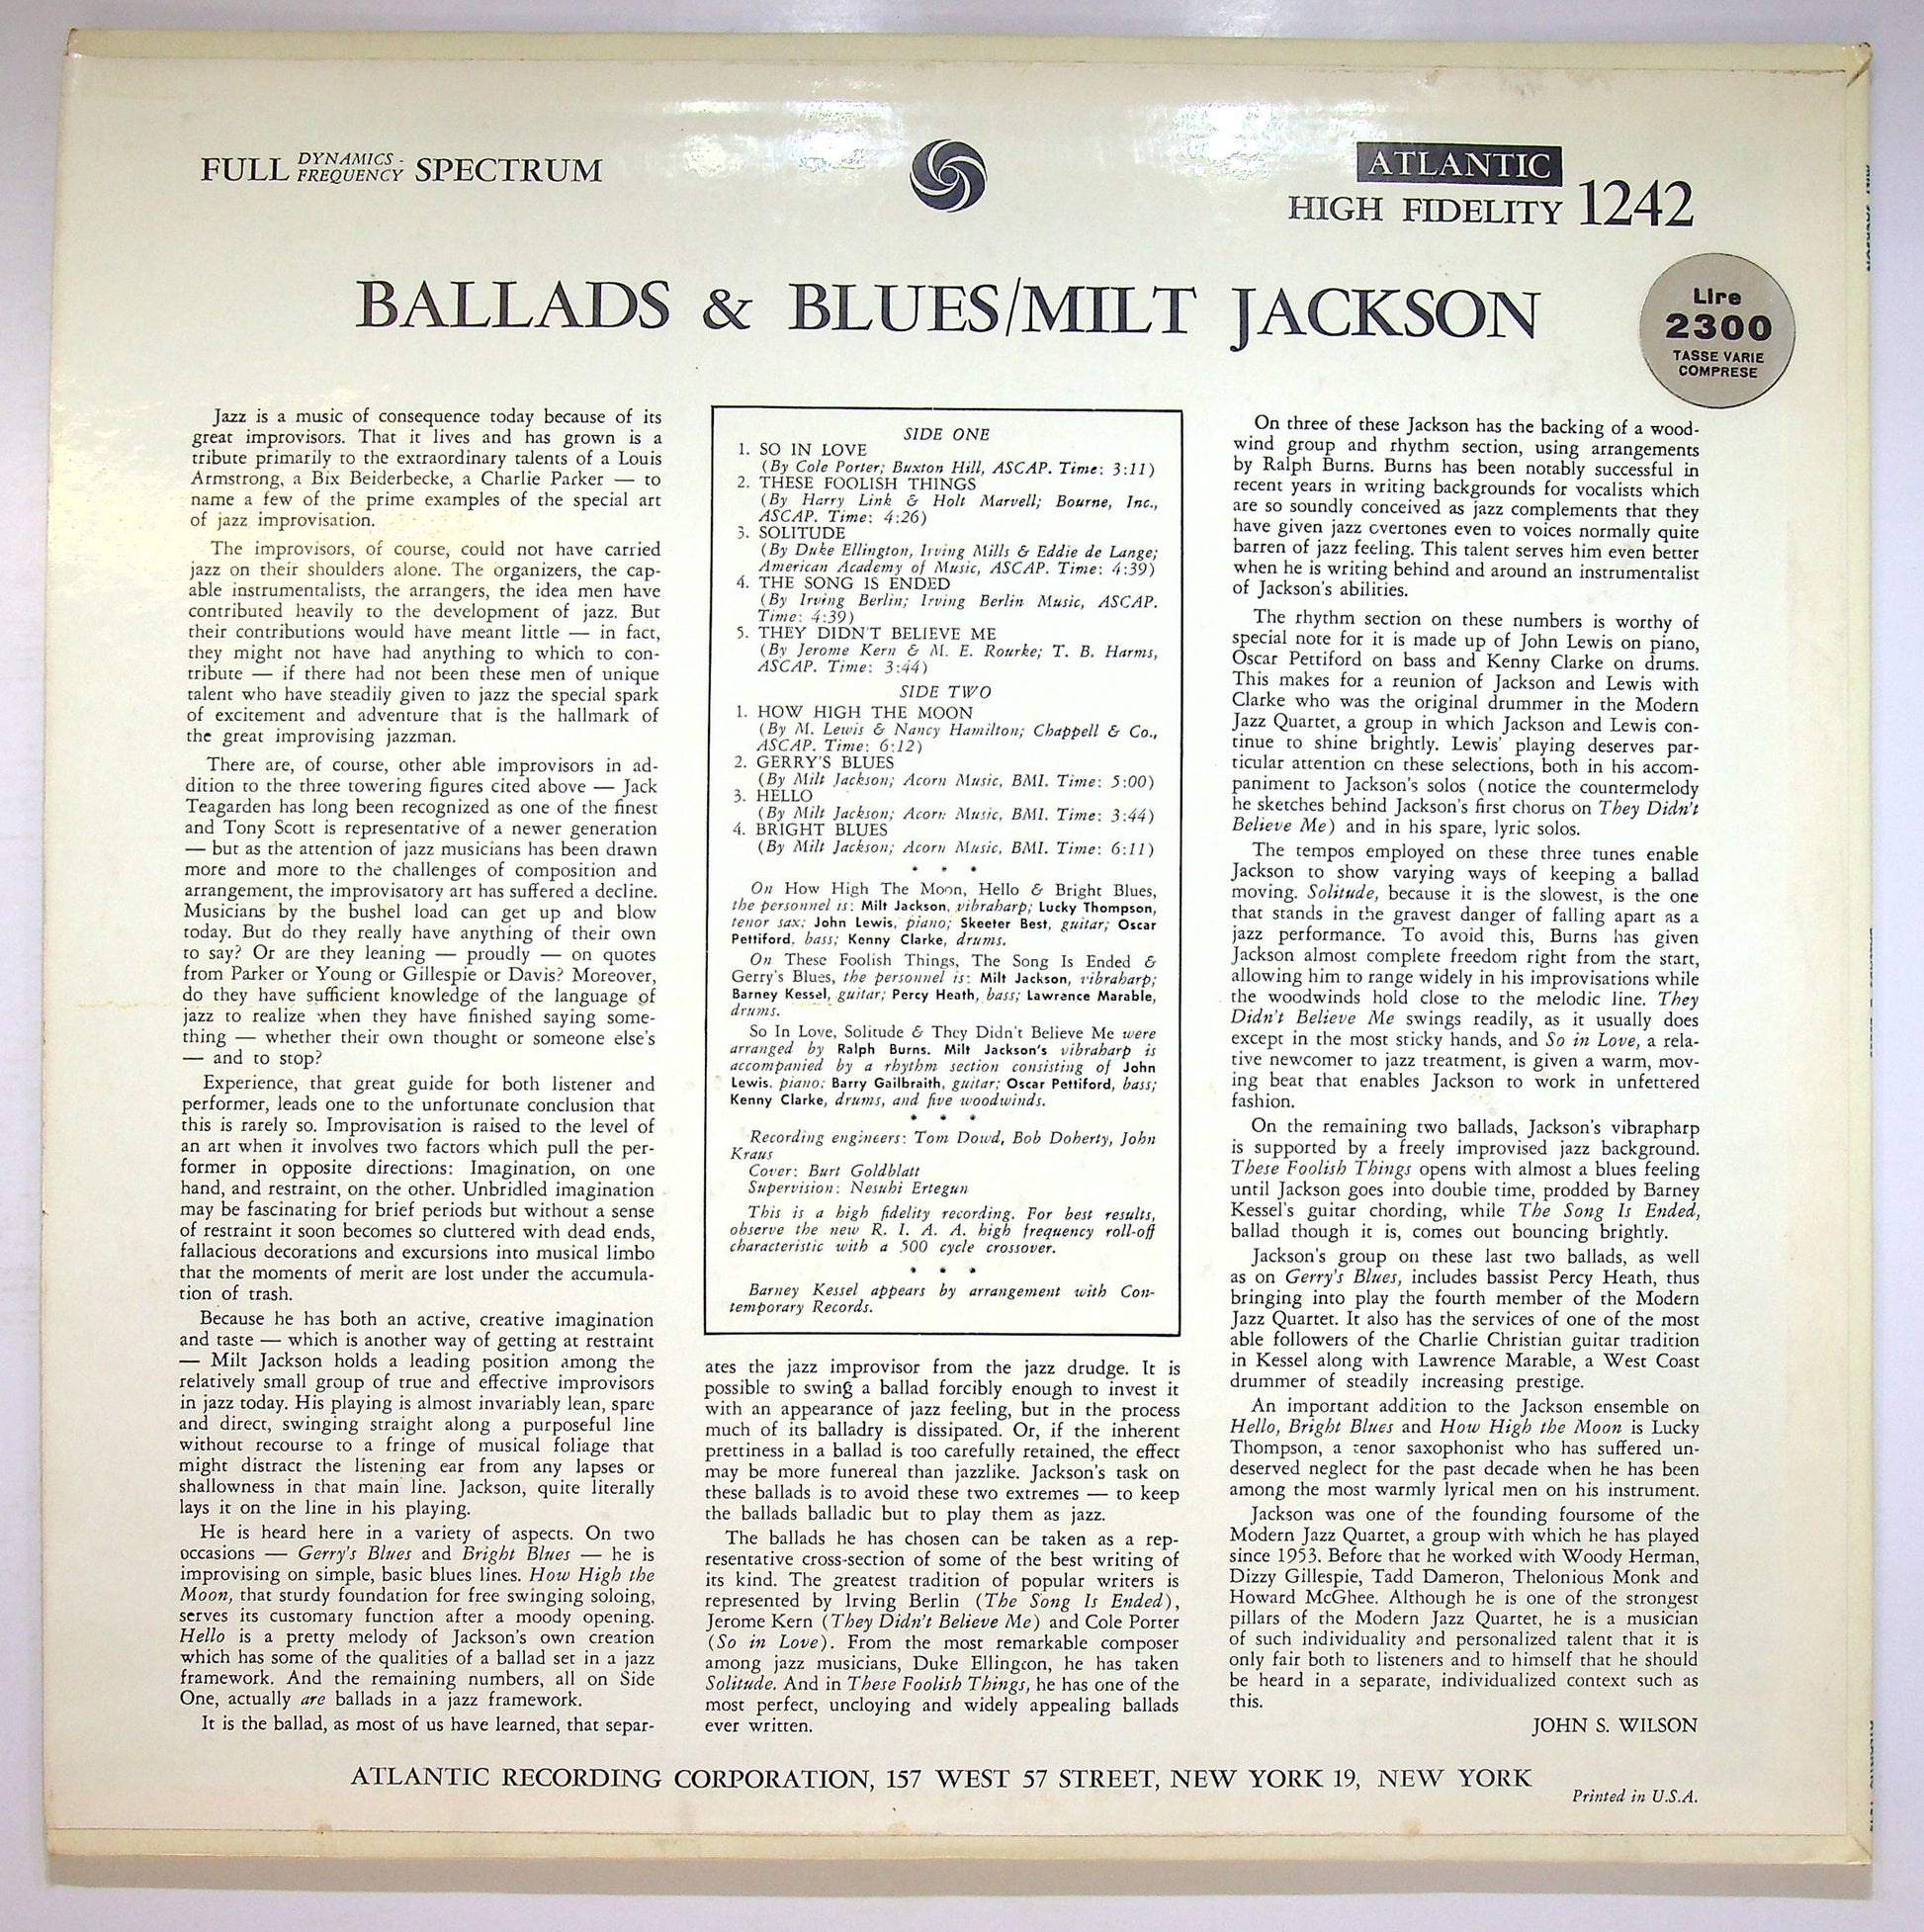 FULL DYNAMICS - FREQUENCY SPECTRUM
ATLANTIC
HIGH FIDELITY 1242
BALLADS & BLUES/MILT JACKSON
Lire
2300
TASSE VARIE
COMPRESE
Jazz is a music of consequence today because of its
great improvisors. That it lives and has grown is a
tribute primarily to the extraordinary talents of a Louis
Armstrong, a Bix Beiderbecke, a Charlie Parker — to
name a few of the prime examples of the special art
of jazz improvisation.
The improvisors, of course, could not have carried
jazz on their shoulders alone. The organizers, the cap-
able instrumentalists, the arrangers, the idea men have
contributed heavily to the development of jazz. But
their contributions would have meant little — in fact,
they might not have had anything to which to con-
tribute — if there had not been these men of unique
talent who have steadily given to jazz the special spark
of excitement and adventure that is the hallmark of
the great improvising jazzman.
There are, of course, other able improvisors in ad-
dition to the three towering figures cited above — Jack
Teagarden has long been recognized as one of the finest
and Tony Scott is representative of a newer generation
— but as the attention of jazz musicians has been drawn
more and more to the challenges of composition and
arrangement, the improvisatory art has suffered a decline.
Musicians by the bushel load can get up and blow
today. But do they really have anything of their own
to say? Or are they leaning — proudly — on quotes
from Parker or Young or Gillespie or Davis? Moreover,
do they have sufficient knowledge of the language of
jazz to realize when they have finished saying some-
thing — whether their own thought or someone else's
— and to stop?
Experience, that great guide for both listener and
performer, leads one to the unfortunate conclusion that
this is rarely so. Improvisation is raised to the level of
an art when it involves two factors which pull the per-
former in opposite directions: Imagination, on one
hand, and restraint, on the other. Unbridled imagination
may be fascinating for brief periods but without a sense
of restraint it soon becomes so cluttered with dead ends,
fallacious decorations and excursions into musical limbo
that the moments of merit are lost under the accumula-
tion of trash.
Because he has both an active, creative imagination
and taste — which is another way of getting at restraint
— Milt Jackson holds a leading position among the
relatively small group of true and effective improvisors
in jazz today. His playing is almost invariably lean, spare
and direct, swinging straight along a purposeful line
without recourse to a fringe of musical foliage that
might distract the listening ear from any lapses or
shallowness in that main line. Jackson, quite literally
lays it on the line in his playing.
He is heard here in a variety of aspects. On two
occasions — Gerry's Blues and Bright Blues — he is
improvising on simple, basic blues lines. How High the
Moon, that sturdy foundation for free swinging soloing,
serves its customary function after a moody opening.
Hello is a pretty melody of Jackson's own creation
which has some of the qualities of a ballad set in a jazz
framework. And the remaining numbers, all on Side
One, actually are ballads in a jazz framework.
It is the ballad, as most of us have learned, that separ-
SIDE ONE
1. SO IN LOVE
(By Cole Porter; Buxton Hill, ASCAP. Time: 3:11)
2. THESE FOOLISH THINGS
(By Harry Link & Holt Marvell; Bourne, Inc.,
ASCAP. Time: 4:26)
3. SOLITUDE
(By Duke Ellington, Irving Mills & Eddie de Lange;
American Academy of Music, ASCAP. Time: 4:39)
4. THE SONG IS ENDED
(By Irving Berlin; Irving Berlin Music, ASCAP.
Time: 4:39)
5. THEY DIDN'T BELIEVE ME
(By Jerome Kern & M. E. Rourke; T. B. Harms,
ASCAP. Time: 3:44)
SIDE TWO
1. HOW HIGH THE MOON
(By M. Lewis & Nancy Hamilton; Chappell & Co.,
ASCAP. Time: 6:12)
2. GERRY'S BLUES
(By Milt Jackson; Acorn Music, BMI. Time: 5:00)
3. HELLO
(By Milt Jackson; Acorn Music, BMI. Time: 3:44)
4. BRIGHT BLUES
(By Milt Jackson; Acorn Music, BMI. Time: 6:11)
* * *
On How High The Moon, Hello & Bright Blues,
the personnel is: Milt Jackson, vibraharp; Lucky Thompson,
tenor sax; John Lewis, piano; Skeeter Best, guitar; Oscar
Pettiford, bass; Kenny Clarke, drums.
On These Foolish Things, The Song Is Ended &
Gerry's Blues, the personnel is: Milt Jackson, vibraharp;
Barney Kessel, guitar; Percy Heath, bass; Lawrance Marable,
drums.
So In Love, Solitude & They Didn't Believe Me were
arranged by Ralph Burns. Milt Jackson's vibraharp is
accompanied by a rhythm section consisting of John
Lewis, piano; Barry Gailbraith, guitar; Oscar Pettiford, bass;
Kenny Clarke, drums, and five woodwinds.
* * *
Recording engineers: Tom Dowd, Bob Doherty, John
Kraus
Cover: Burt Goldblatt
Supervision: Nesuhi Ertegun
This is a high fidelity recording. For best results,
observe the new R. I. A. A. high frequency roll-off
characteristic with a 500 cycle crossover.
* * *
Barney Kessel appears by arrangement with Con-
temporary Records.
ates the jazz improvisor from the jazz drudge. It is
possible to swing a ballad forcibly enough to invest it
with an appearance of jazz feeling, but in the process
much of its balladry is dissipated. Or, if the inherent
prettiness in a ballad is too carefully retained, the effect
may be more funereal than jazzlike. Jackson's task on
these ballads is to avoid these two extremes — to keep
the ballads balladic but to play them as jazz.
The ballads he has chosen can be taken as a rep-
resentative cross-section of some of the best writing of
its kind. The greatest tradition of popular writers is
represented by Irving Berlin (The Song Is Ended),
Jerome Kern (They Didn't Believe Me) and Cole Porter
(So in Love). From the most remarkable composer
among jazz musicians, Duke Ellington, he has taken
Solitude. And in These Foolish Things, he has one of the
most perfect, uncloying and widely appealing ballads
ever written.
On three of these Jackson has the backing of a wood-
wind group and rhythm section, using arrangements
by Ralph Burns. Burns has been notably successful in
recent years in writing backgrounds for vocalists which
are so soundly conceived as jazz complements that they
have given jazz overtones even to voices normally quite
barren of jazz feeling. This talent serves him even better
when he is writing behind and around an instrumentalist
of Jackson's abilities.
The rhythm section on these numbers is worthy of
special note for it is made up of John Lewis on piano,
Oscar Pettiford on bass and Kenny Clarke on drums.
This makes for a reunion of Jackson and Lewis with
Clarke who was the original drummer in the Modern
Jazz Quartet, a group in which Jackson and Lewis con-
tinue to shine brightly. Lewis' playing deserves par-
ticular attention on these selections, both in his accom-
paniment to Jackson's solos (notice the countermelody
he sketches behind Jackson's first chorus on They Didn't
Believe Me) and in his spare, lyric solos.
The tempos employed on these three tunes enable
Jackson to show varying ways of keeping a ballad
moving. Solitude, because it is the slowest, is the one
that stands in the gravest danger of falling apart as a
jazz performance. To avoid this, Burns has given
Jackson almost complete freedom right from the start,
allowing him to range widely in his improvisations while
the woodwinds hold close to the melodic line. They
Didn't Believe Me swings readily, as it usually does
except in the most sticky hands, and So in Love, a rela-
tive newcomer to jazz treatment, is given a warm, mov-
ing beat that enables Jackson to work in unfettered
fashion.
On the remaining two ballads, Jackson's vibrapharp
is supported by a freely improvised jazz background.
These Foolish Things opens with almost a blues feeling
until Jackson goes into double time, prodded by Barney
Kessel's guitar chording, while The Song Is Ended,
ballad though it is, comes out bouncing brightly.
Jackson's group on these last two ballads, as well
as on Gerry's Blues, includes bassist Percy Heath, thus
bringing into play the fourth member of the Modern
Jazz Quartet. It also has the services of one of the most
able followers of the Charlie Christian guitar tradition
in Kessel along with Lawrence Marable, a West Coast
drummer of steadily increasing prestige.
An important addition to the Jackson ensemble on
Hello, Bright Blues and How High the Moon is Lucky
Thompson, a tenor saxophonist who has suffered un-
deserved neglect for the past decade when he has been
among the most warmly lyrical men on his instrument.
Jackson was one of the founding foursome of the
Modern Jazz Quartet, a group with which he has played
since 1953. Before that he worked with Woody Herman,
Dizzy Gillespie, Tadd Dameron, Thelonious Monk and
Howard McGhee. Although he is one of the strongest
pillars of the Modern Jazz Quartet, he is a musician
of such individuality and personalized talent that it is
only fair both to listeners and to himself that he should
be heard in a separate, individualized context such as
this.
JOHN S. WILSON
ATLANTIC RECORDING CORPORATION, 157 WEST 57 STREET, NEW YORK 19, NEW YORK
Printed in U.S.A.